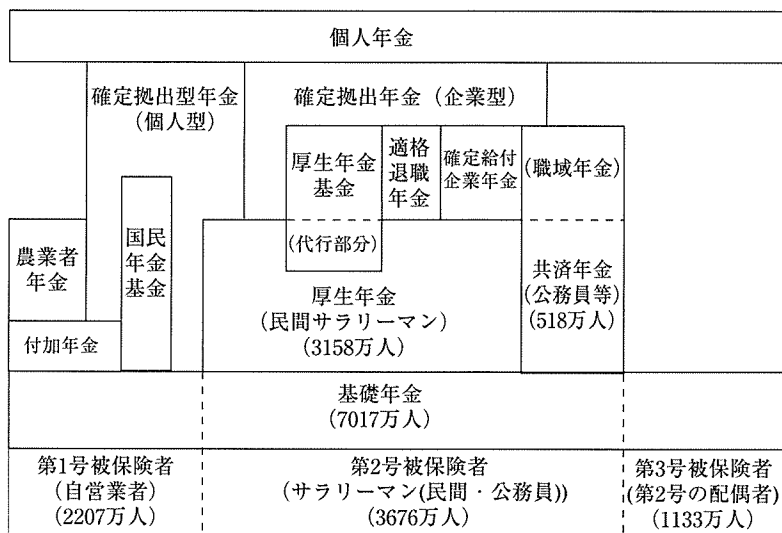 個人年金
確定拠出型年金
(個人型)
確定拠出年金(企業型)
厚生年金
基金
適格
退職
年金
確定給付
企業年金
(職域年金)
農業者
年金
国民
年金
基金
(代行部分)
厚生年金
(民間サラリーマン)
(3158万人)
共済年金
(公務員等)
(518万人)
付加年金
基礎年金
(7017万人)
第1号被保険者
(自営業者)
(2207万人)
第2号被保険者
(サラリーマン(民間・公務員))
(3676万人)
第3号被保険者
(第2号の配偶者)
(1133万人)